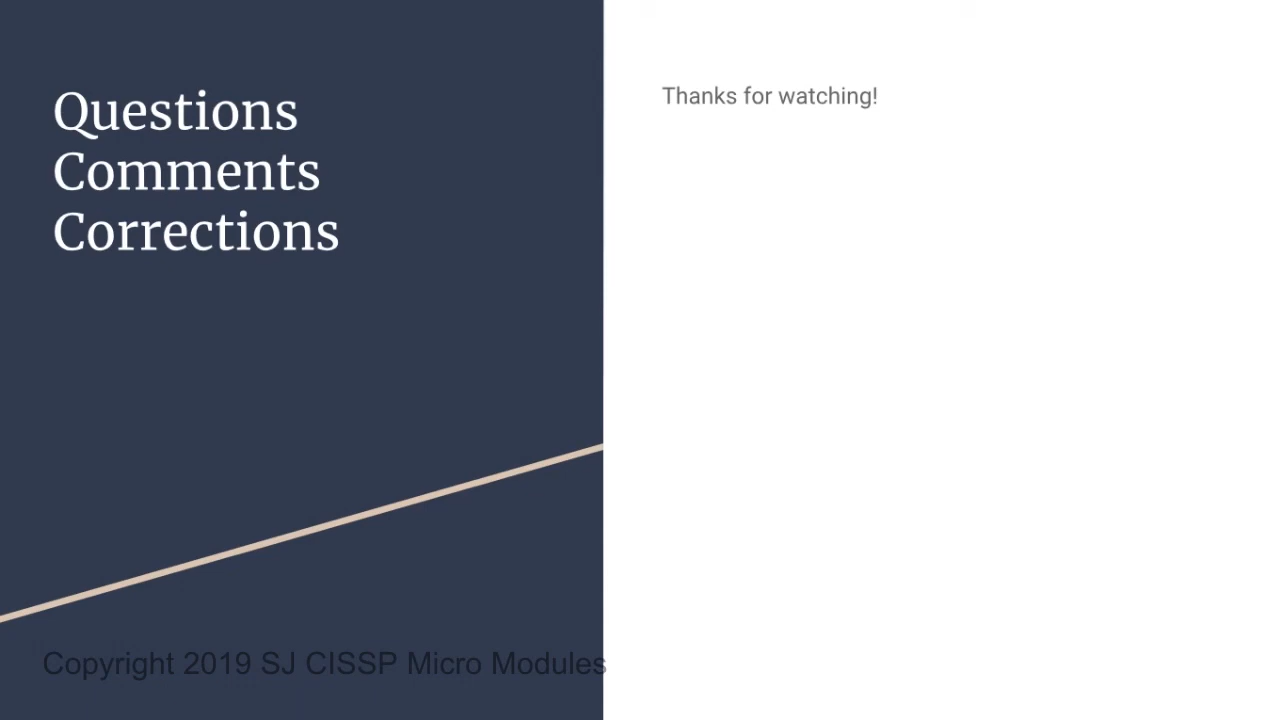 Questions
Comments
Corrections
Thanks for watching!
Copyright 2019 SJ CISSP Micro Modules